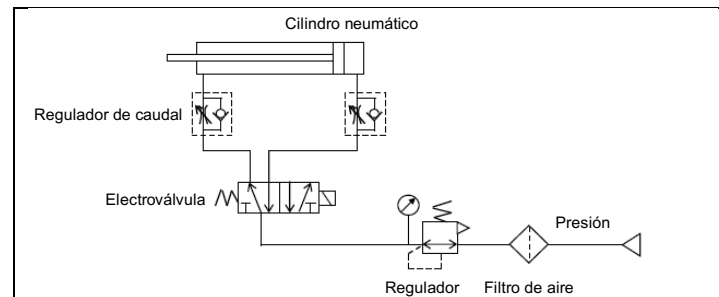 Cilindro neumático
Regulador de caudal
Electroválvula
Presión
Regulador
Filtro de aire